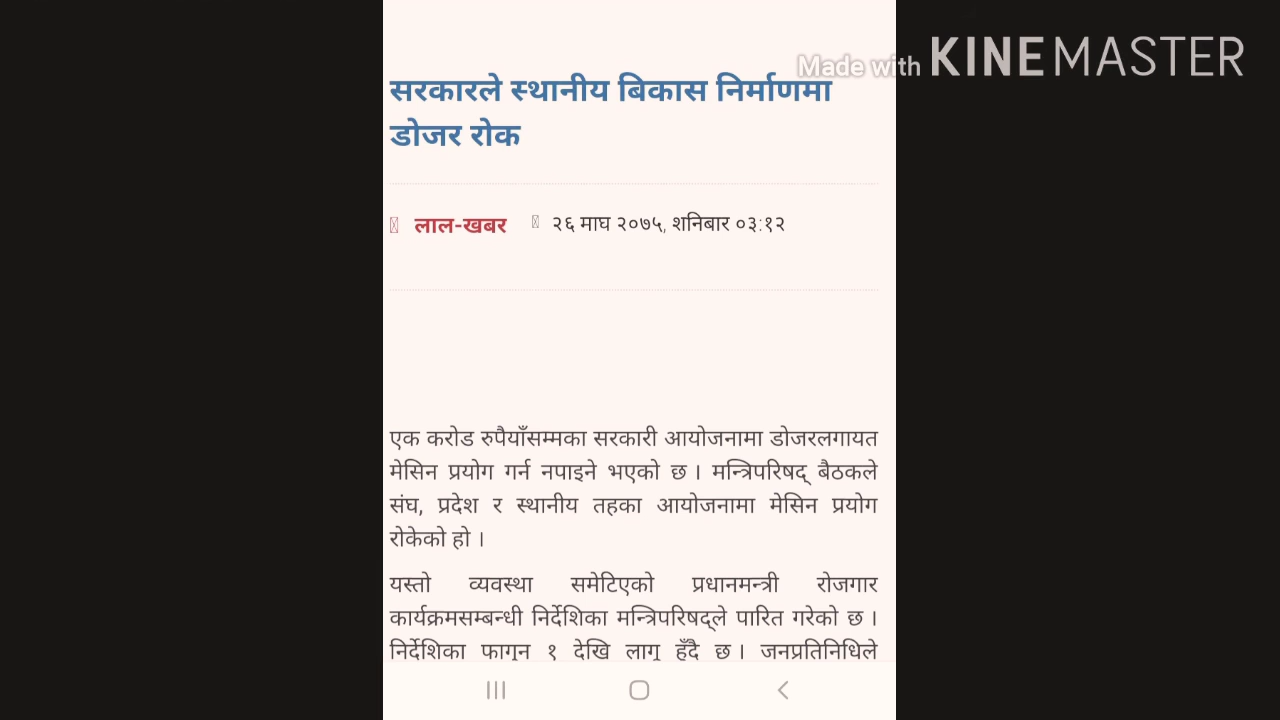 Made with KINEMASTER
सरकारले स्थानीय बिकास निर्माणमा
डोजर रोक
लाल-खबर २६ माघ २०७५, शनिबार ०३:१२
एक करोड रुपैयाँसम्मका सरकारी आयोजनामा डोजरलगायत
मेसिन प्रयोग गर्न नपाइने भएको छ । मन्त्रिपरिषद् बैठकले
संघ, प्रदेश र स्थानीय तहका आयोजनामा मेसिन प्रयोग
रोकेको हो ।
यस्तो व्यवस्था समेटिएको प्रधानमन्त्री रोजगार
कार्यक्रमसम्बन्धी निर्देशिका मन्त्रिपरिषद्ले पारित गरेको छ ।
निर्देशिका फागुन १ देखि लागू हुँदै छ । जनप्रतिनिधिले